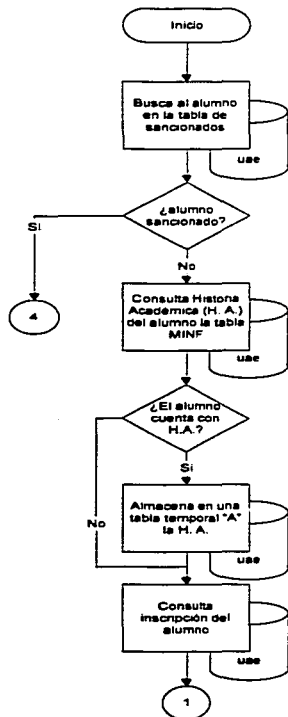 Inicio
Busca al alumno
en la tabla de
sancionados
uae
¿alumno
sancionado?
Si
No
4
Consulta Historia
Académica (H. A.)
del alumno la tabla
MINF
uae
¿El alumno
cuenta con
H.A.?
Si
No
Almacena en una
tabla temporal "A"
la H. A.
uae
Consulta
inscripción del
alumno
uae
1